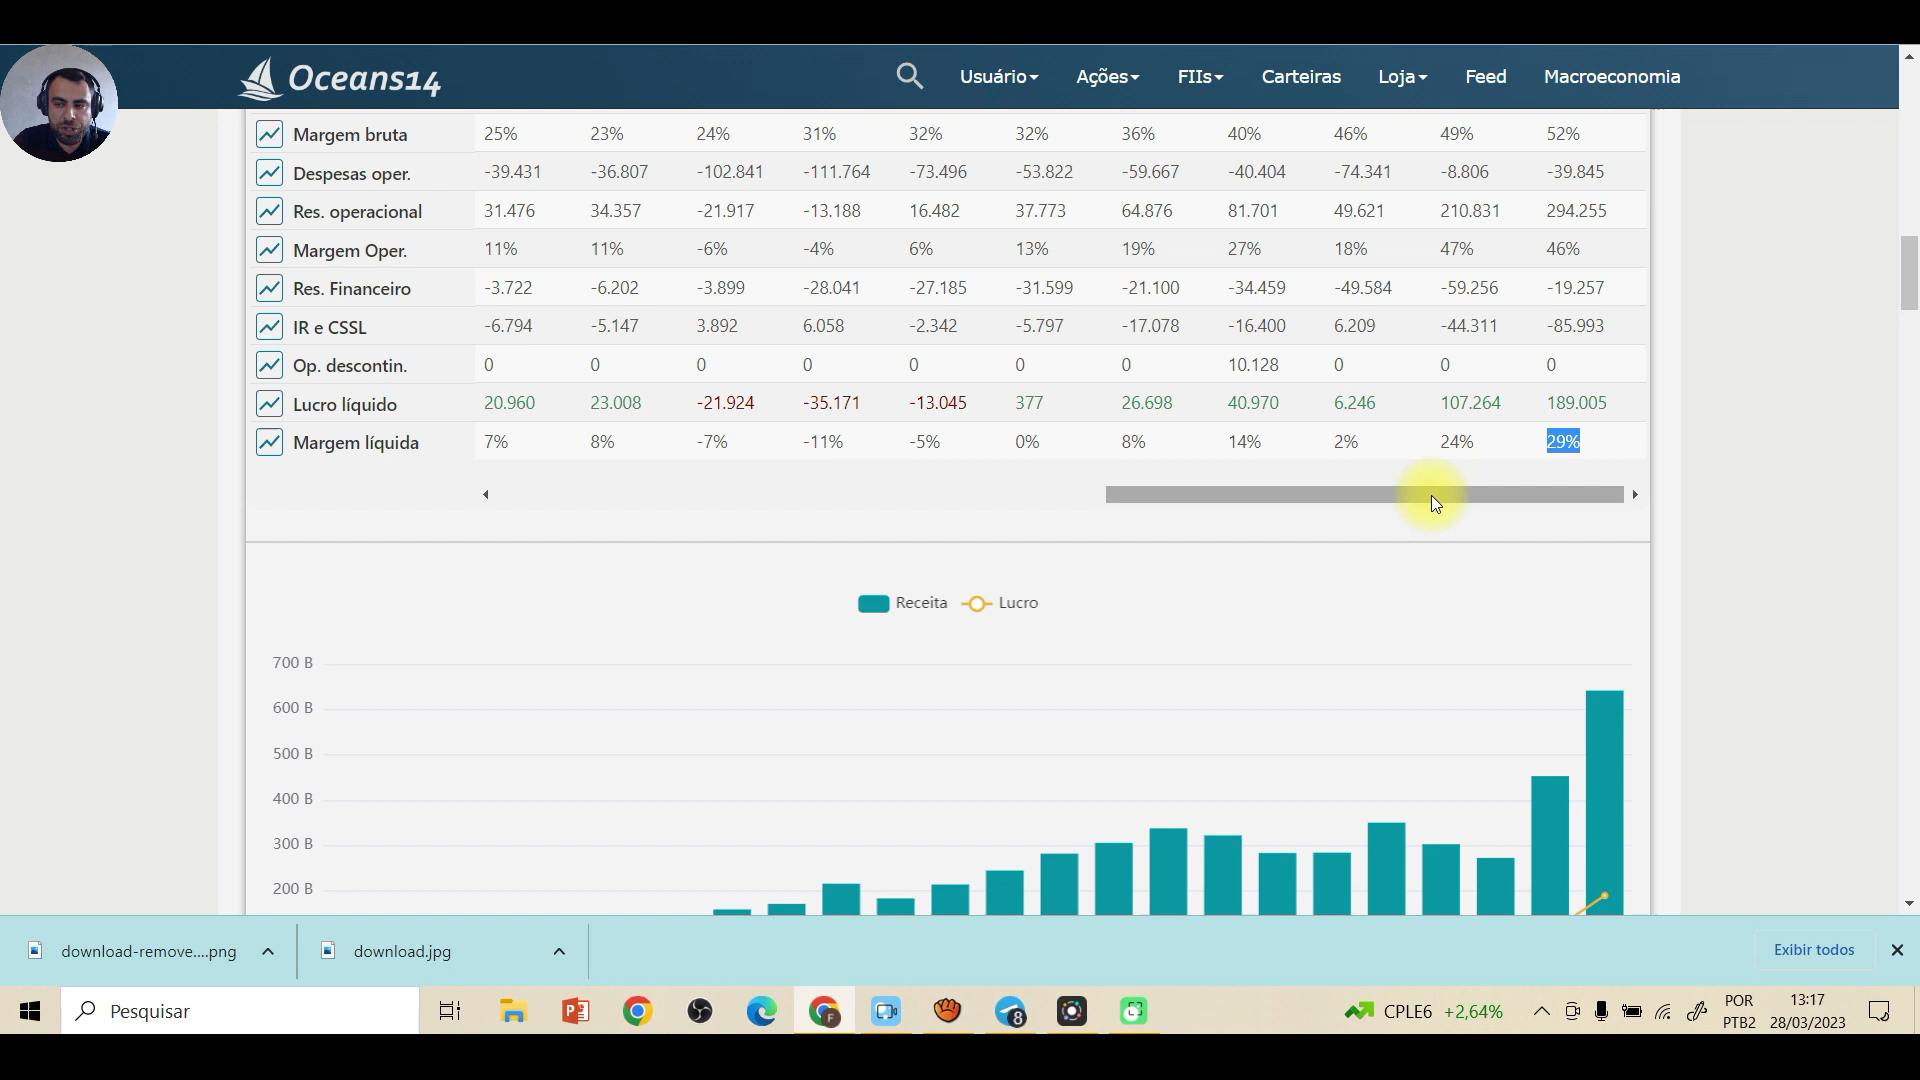 Oceans14
Usuário Ações FIIs Carteiras Loja Feed Macroeconomia
Margem bruta 25% 23% 24% 31% 32% 32% 36% 40% 46% 49% 52%
Despesas oper. -39.431 -36.807 -102.841 -111.764 -73.496 -53.822 -59.667 -40.404 -74.341 -8.806 -39.845
Res. operacional 31.476 34.357 -21.917 -13.188 16.482 37.773 64.876 81.701 49.621 210.831 294.255
Margem Oper. 11% 11% -6% -4% 6% 13% 19% 27% 18% 47% 46%
Res. Financeiro -3.722 -6.202 -3.899 -28.041 -27.185 -31.599 -21.100 -34.459 -49.584 -59.256 -19.257
IR e CSSL -6.794 -5.147 3.892 6.058 -2.342 -5.797 -17.078 -16.400 6.209 -44.311 -85.993
Op. descontin. 0 0 0 0 0 0 0 10.128 0 0 0
Lucro líquido 20.960 23.008 -21.924 -35.171 -13.045 377 26.698 40.970 6.246 107.264 189.005
Margem líquida 7% 8% -7% -11% -5% 0% 8% 14% 2% 24% 29%
Receita Lucro
700 B
600 B
500 B
400 B
300 B
200 B
download-remove....png download.jpg Exibir todos
Pesquisar
8
F
CPLE6 +2,64%
POR
PTB2
13:17
28/03/2023